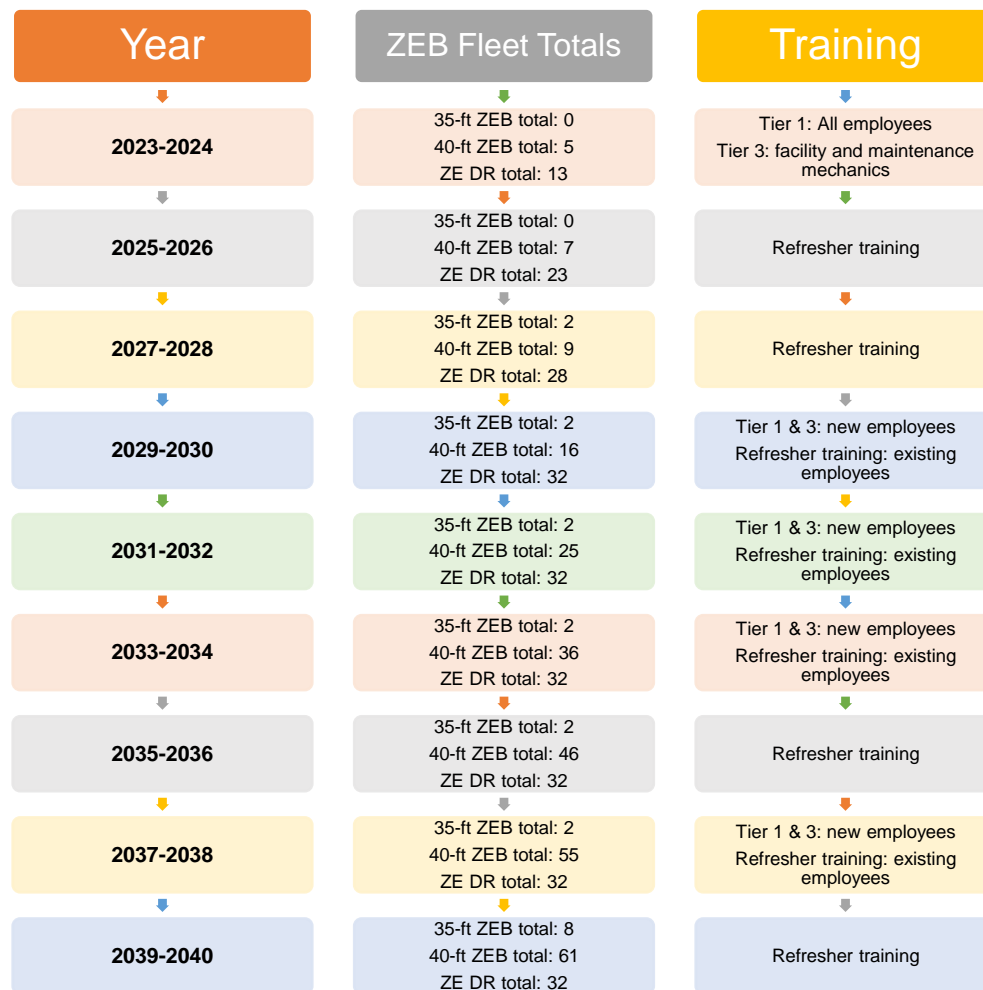 Year
ZEB Fleet Totals
Training
2023-2024
35-ft ZEB total: 0
40-ft ZEB total: 5
ZE DR total: 13
Tier 1: All employees
Tier 3: facility and maintenance
mechanics
2025-2026
35-ft ZEB total: 0
40-ft ZEB total: 7
ZE DR total: 23
Refresher training
2027-2028
35-ft ZEB total: 2
40-ft ZEB total: 9
ZE DR total: 28
Refresher training
2029-2030
35-ft ZEB total: 2
40-ft ZEB total: 16
ZE DR total: 32
Tier 1 & 3: new employees
Refresher training: existing
employees
2031-2032
35-ft ZEB total: 2
40-ft ZEB total: 25
ZE DR total: 32
Tier 1 & 3: new employees
Refresher training: existing
employees
2033-2034
35-ft ZEB total: 2
40-ft ZEB total: 36
ZE DR total: 32
Tier 1 & 3: new employees
Refresher training: existing
employees
2035-2036
35-ft ZEB total: 2
40-ft ZEB total: 46
ZE DR total: 32
Refresher training
2037-2038
35-ft ZEB total: 2
40-ft ZEB total: 55
ZE DR total: 32
Tier 1 & 3: new employees
Refresher training: existing
employees
2039-2040
35-ft ZEB total: 8
40-ft ZEB total: 61
ZE DR total: 32
Refresher training